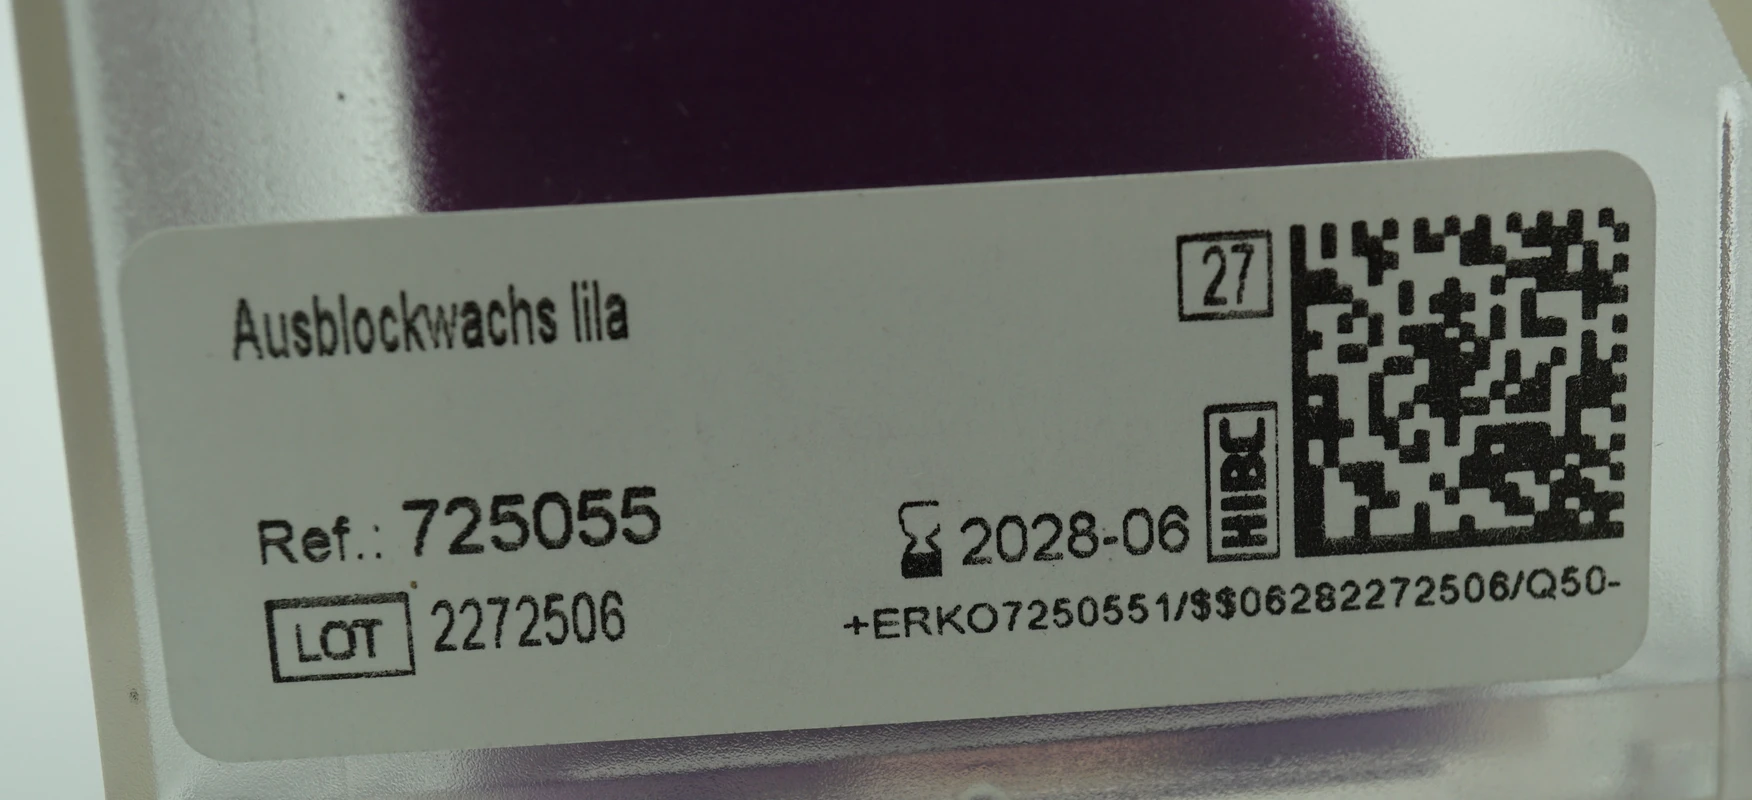 Ausblockwachs lila
27
HIBC
Ref.: 725055
2028-06
LOT 2272506
+ERKO7250551/$$06282272506/Q50-